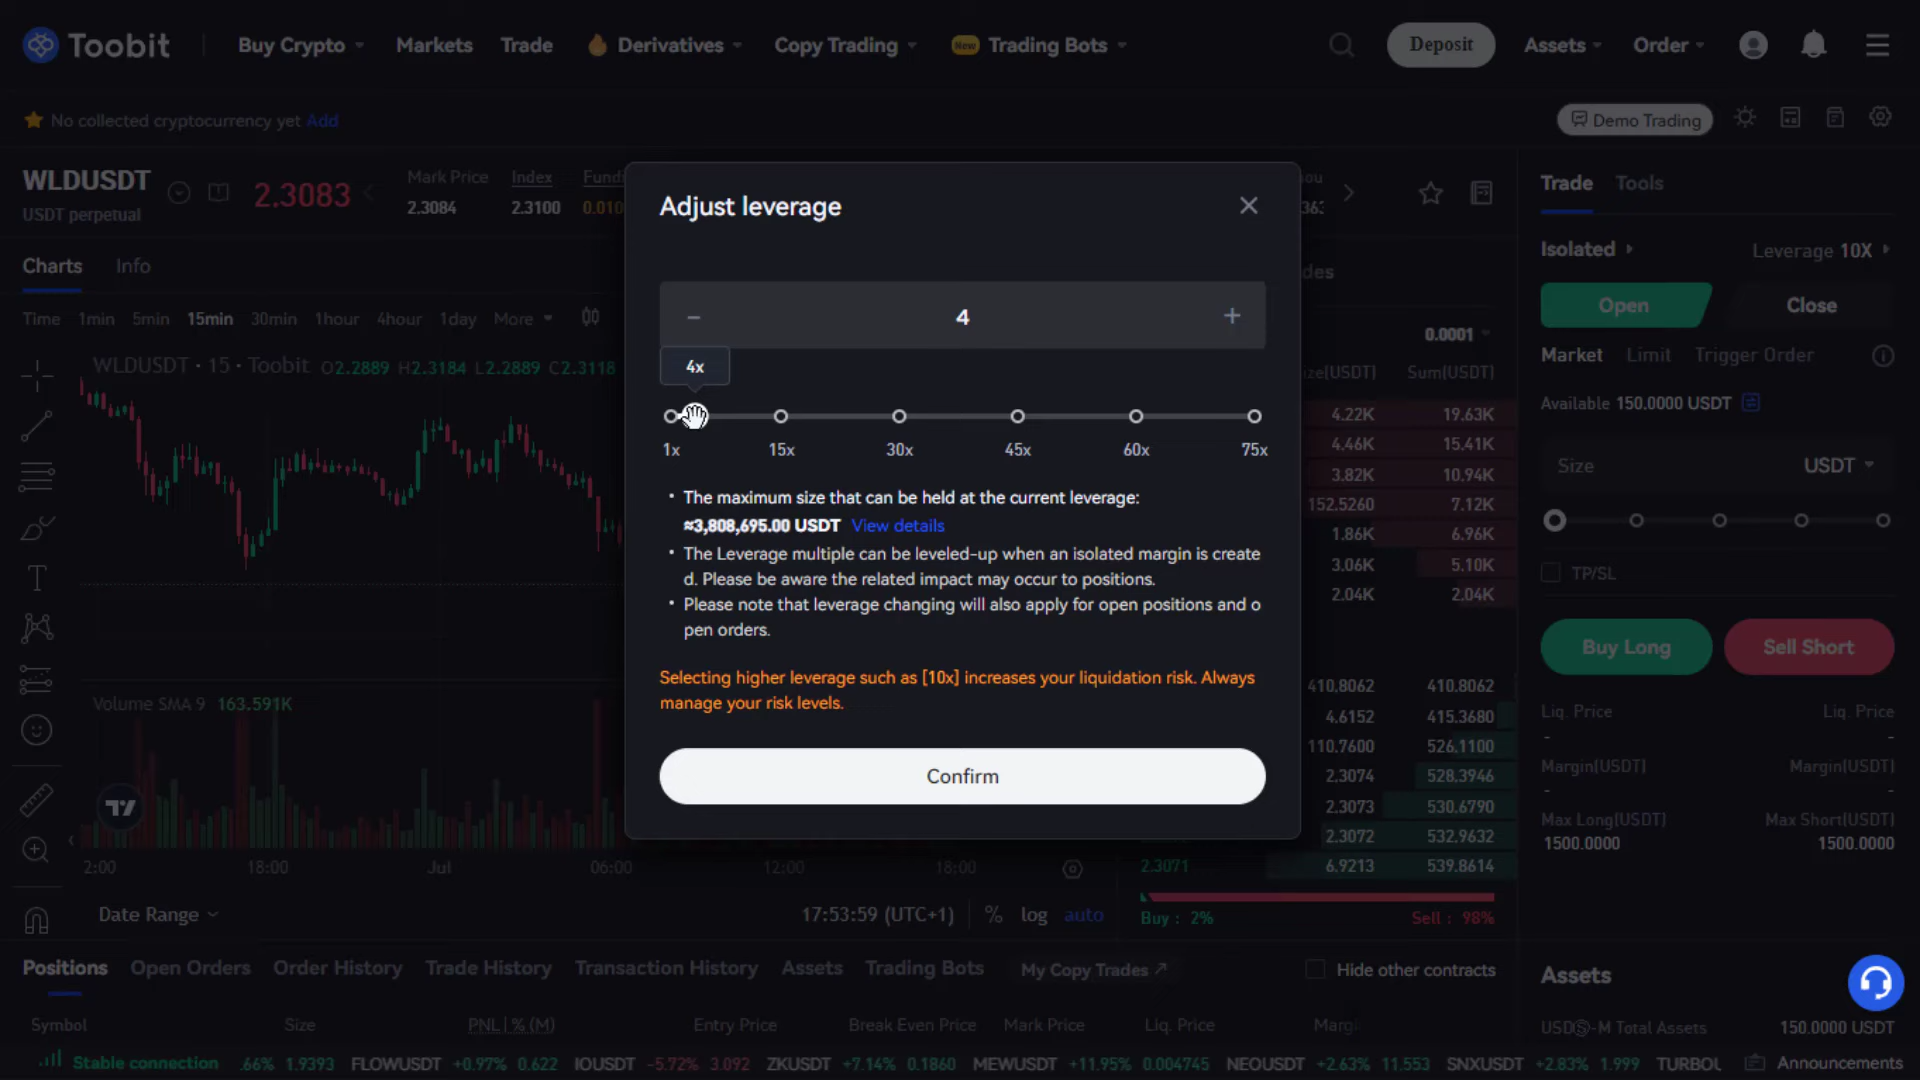 Toobit
Buy Crypto
Markets
Trade
Derivatives
Copy Trading
New
Trading Bots
Deposit
Assets
Order
No collected cryptocurrency yet Add
Demo Trading
WLDUSDT
USDT perpetual
2.3083
Mark Price
2.3084
Index
2.3100
Fundi
0.010
363
Charts
Info
Time 1min 5min 15min 30min 1hour 4hour 1day More
WLDUSDT · 15 · Toobit O2.2889 H2.3184 L2.2889 C2.3118
Volume SMA 9 163.591K
2:00 18:00 Jul 06:00 12:00 18:00
Date Range
17:53:59 (UTC+1)
% log auto
Adjust leverage
− 4 +
4x
1x 15x 30x 45x 60x 75x
· The maximum size that can be held at the current leverage:
≈3,808,695.00 USDT View details
· The Leverage multiple can be leveled-up when an isolated margin is create
d. Please be aware the related impact may occur to positions.
· Please note that leverage changing will also apply for open positions and o
pen orders.
Selecting higher leverage such as [10x] increases your liquidation risk. Always
manage your risk levels.
Confirm
des
0.0001
ize(USDT) Sum(USDT)
4.22K 19.63K
4.46K 15.41K
3.82K 10.94K
152.5260 7.12K
1.86K 6.96K
3.06K 5.10K
2.04K 2.04K
410.8062 410.8062
4.6152 415.3680
110.7600 526.1100
2.3074 528.3946
2.3073 530.6790
2.3072 532.9632
2.3071 6.9213 539.8614
Buy : 2% Sell : 98%
Trade Tools
Isolated
Leverage 10X
Open Close
Market Limit Trigger Order
Available 150.0000 USDT
Size USDT
TP/SL
Buy Long Sell Short
Liq. Price Liq. Price
- -
Margin(USDT) Margin(USDT)
- -
Max Long(USDT) Max Short(USDT)
1500.0000 1500.0000
Positions Open Orders Order History Trade History Transaction History Assets Trading Bots My Copy Trades
Hide other contracts
Symbol Size PNL | % (M) Entry Price Break Even Price Mark Price Liq. Price Margi
Assets
USDⓈ-M Total Assets 150.0000 USDT
Stable connection .66% 1.9393 FLOWUSDT +0.97% 0.622 IOUSDT -5.72% 3.092 ZKUSDT +7.14% 0.1860 MEWUSDT +11.95% 0.004745 NEOUSDT +2.63% 11.553 SNXUSDT +2.83% 1.999 TURBOU Announcements